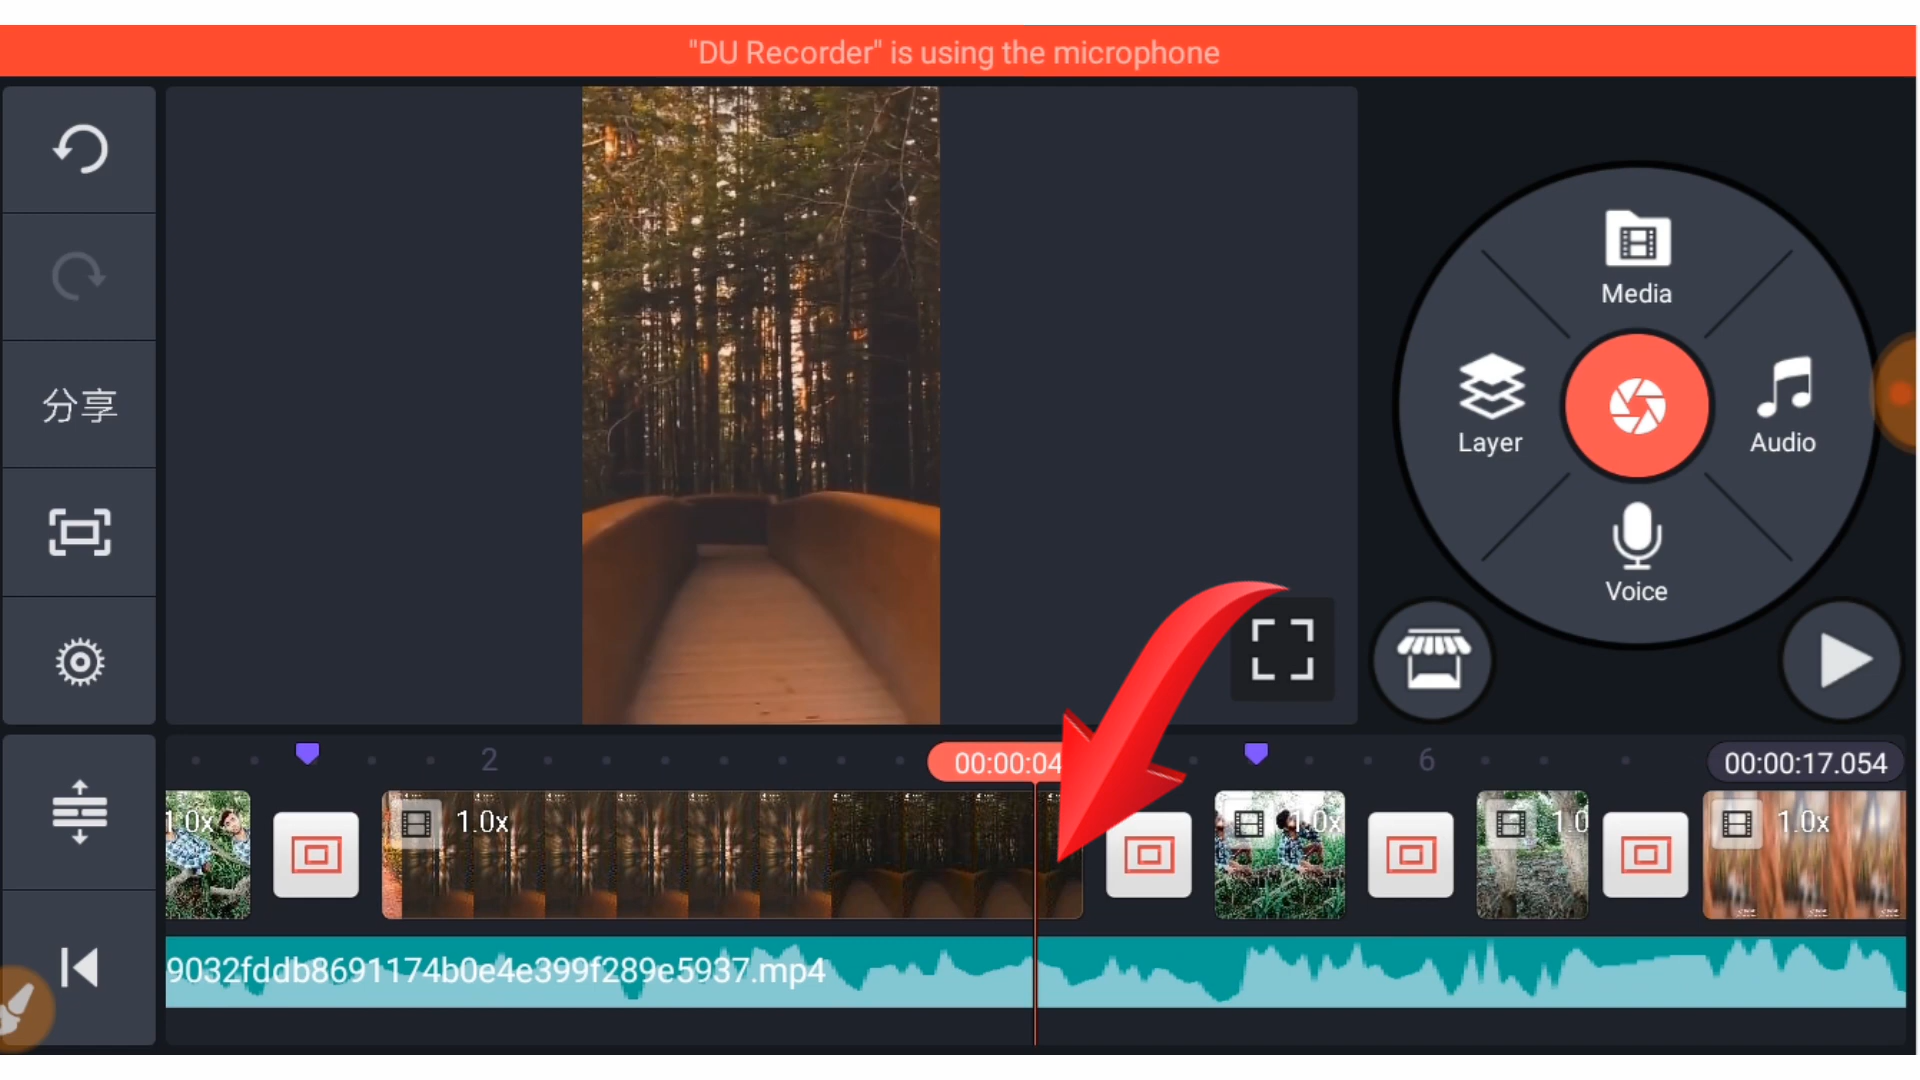 "DU Recorder" is using the microphone
Media
分享
Layer
Audio
Voice
2
00:00:04
6
00:00:17.054
1.0x
1.0x
1.0x
1.0
1.0x
9032fddb8691174b0e4e399f289e5937.mp4